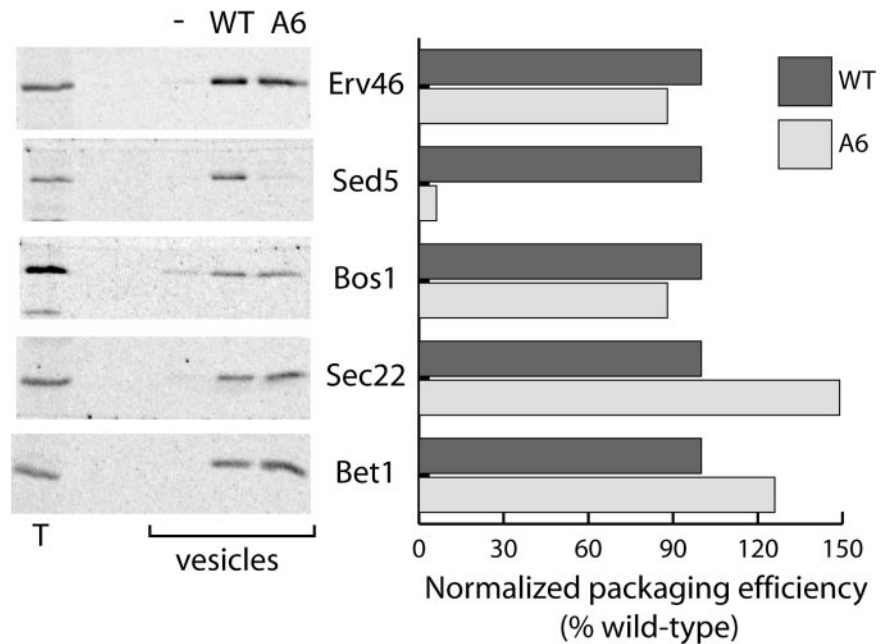 - WT A6
Erv46
Sed5
Bos1
Sec22
Bet1
T
vesicles
WT
A6
0 30 60 90 120 150
Normalized packaging efficiency
(% wild-type)